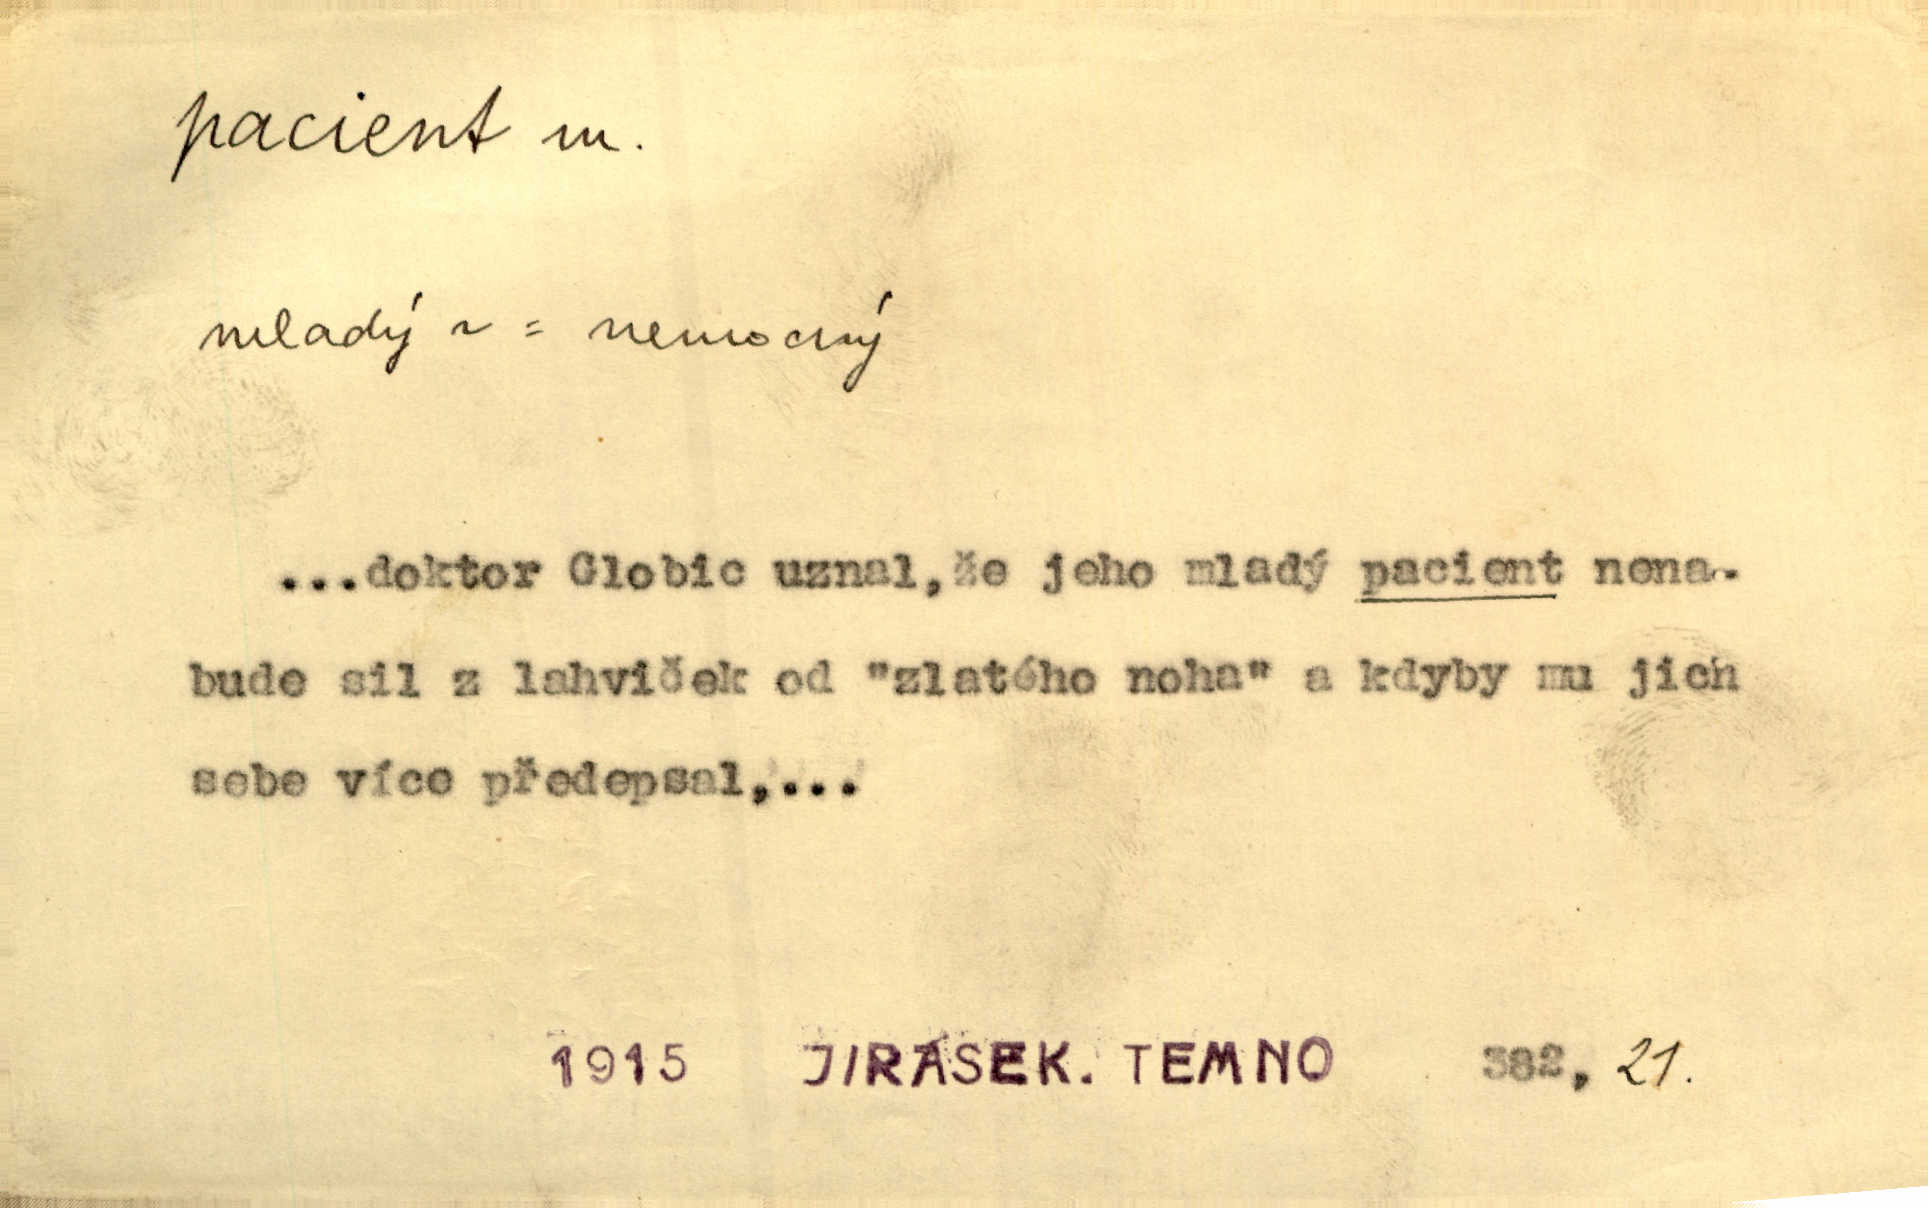 pacient m.
mladý ~ = nemocný
...doktor Globic uznal,že jeho mladý pacient nena-
bude sil z lahviček od "zlatého noha" a kdyby mu jich
sebe více předepsal,...
1915 JIRÁSEK. TEMNO 382, 21.